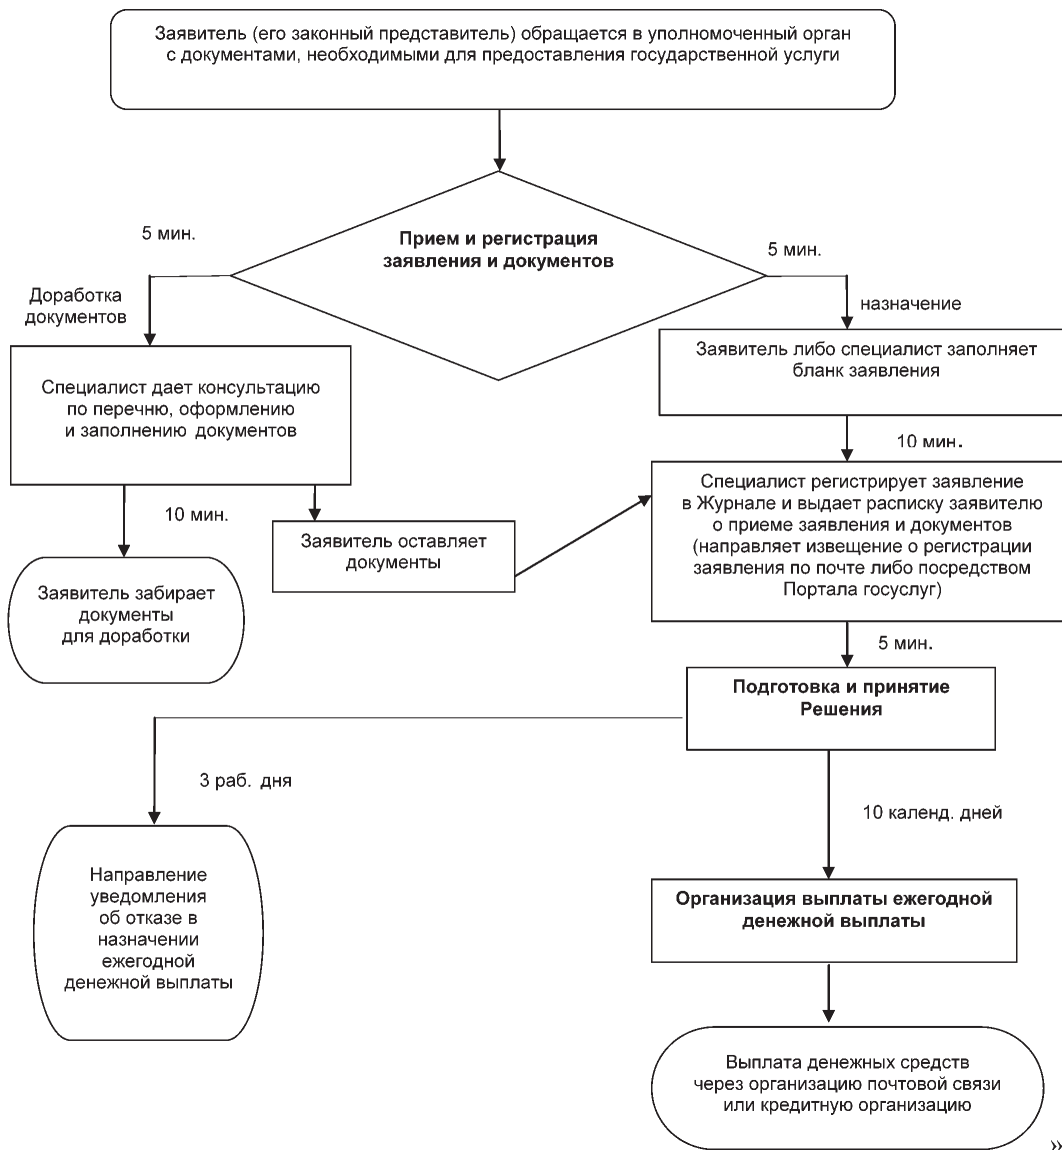 Заявитель (его законный представитель) обращается в уполномоченный орган
с документами, необходимыми для предоставления государственной услуги
5 мин.
Прием и регистрация
заявления и документов
5 мин.
Доработка
документов
назначение
Специалист дает консультацию
по перечню, оформлению
и заполнению документов
Заявитель либо специалист заполняет
бланк заявления
10 мин.
10 мин.
Заявитель оставляет
документы
Специалист регистрирует заявление
в Журнале и выдает расписку заявителю
о приеме заявления и документов
(направляет извещение о регистрации
заявления по почте либо посредством
Портала госуслуг)
Заявитель забирает
документы
для доработки
5 мин.
Подготовка и принятие
Решения
3 раб. дня
10 календ. дней
Направление
уведомления
об отказе в
назначении
ежегодной
денежной выплаты
Организация выплаты ежегодной
денежной выплаты
Выплата денежных средств
через организацию почтовой связи
или кредитную организацию
»